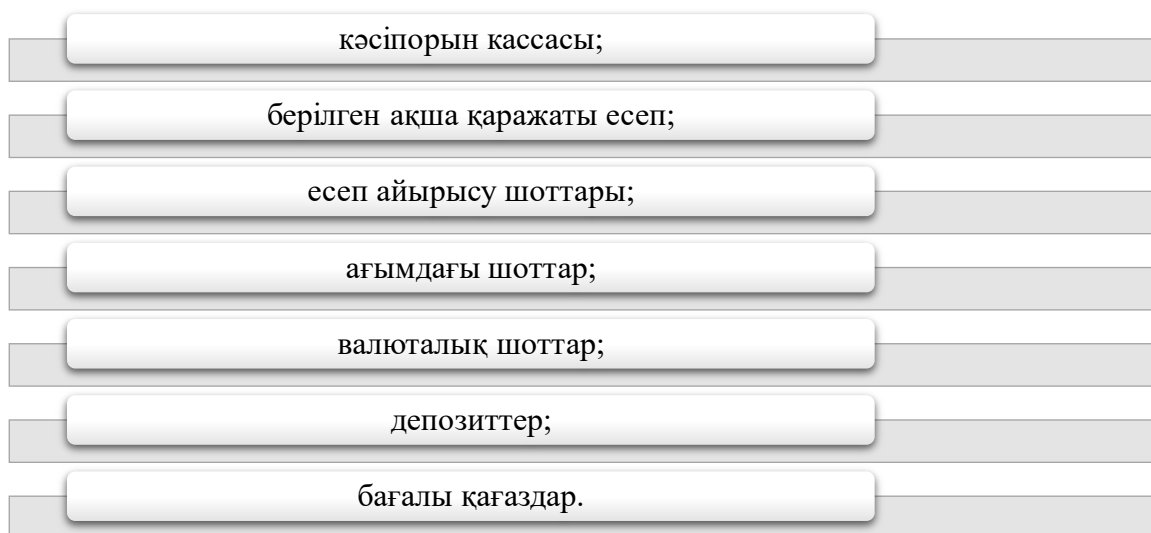 кәсіпорын кассасы;
берілген ақша қаражаты есеп;
есеп айырысу шоттары;
ағымдағы шоттар;
валюталық шоттар;
депозиттер;
бағалы қағаздар.